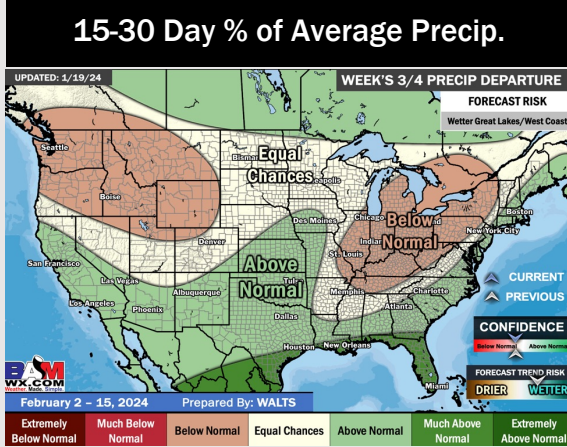 15-30 Day % of Average Precip.
UPDATED: 1/19/24
WEEK'S 3/4 PRECIP DEPARTURE
FORECAST RISK
Wetter Great Lakes/West Coast
Seattle
Bismar
Equal
Chances
eapolis
Boise
Des Moines
Chicago
Below
Normal
Boston
New York City
Indian
St. Louis
Denver
San Francisco
Above
Normal
Tul
Las Vegas
Albuquerque
Memphis
Charlotte
Atlanta
Los Angeles
Phoenix
Dallas
Houston
New Orleans
Miami
CURRENT
PREVIOUS
CONFIDENCE
Below Normal
Above Norma
FORECAST TREND RISK
DRIER
WETTER
BAM
WX.COM
Weather. Made. Simple.
February 2 – 15, 2024
Prepared By: WALTS
Extremely
Below Normal
Much Below
Normal
Below Normal
Equal Chances
Above Normal
Much Above
Normal
Extremely
Above Normal